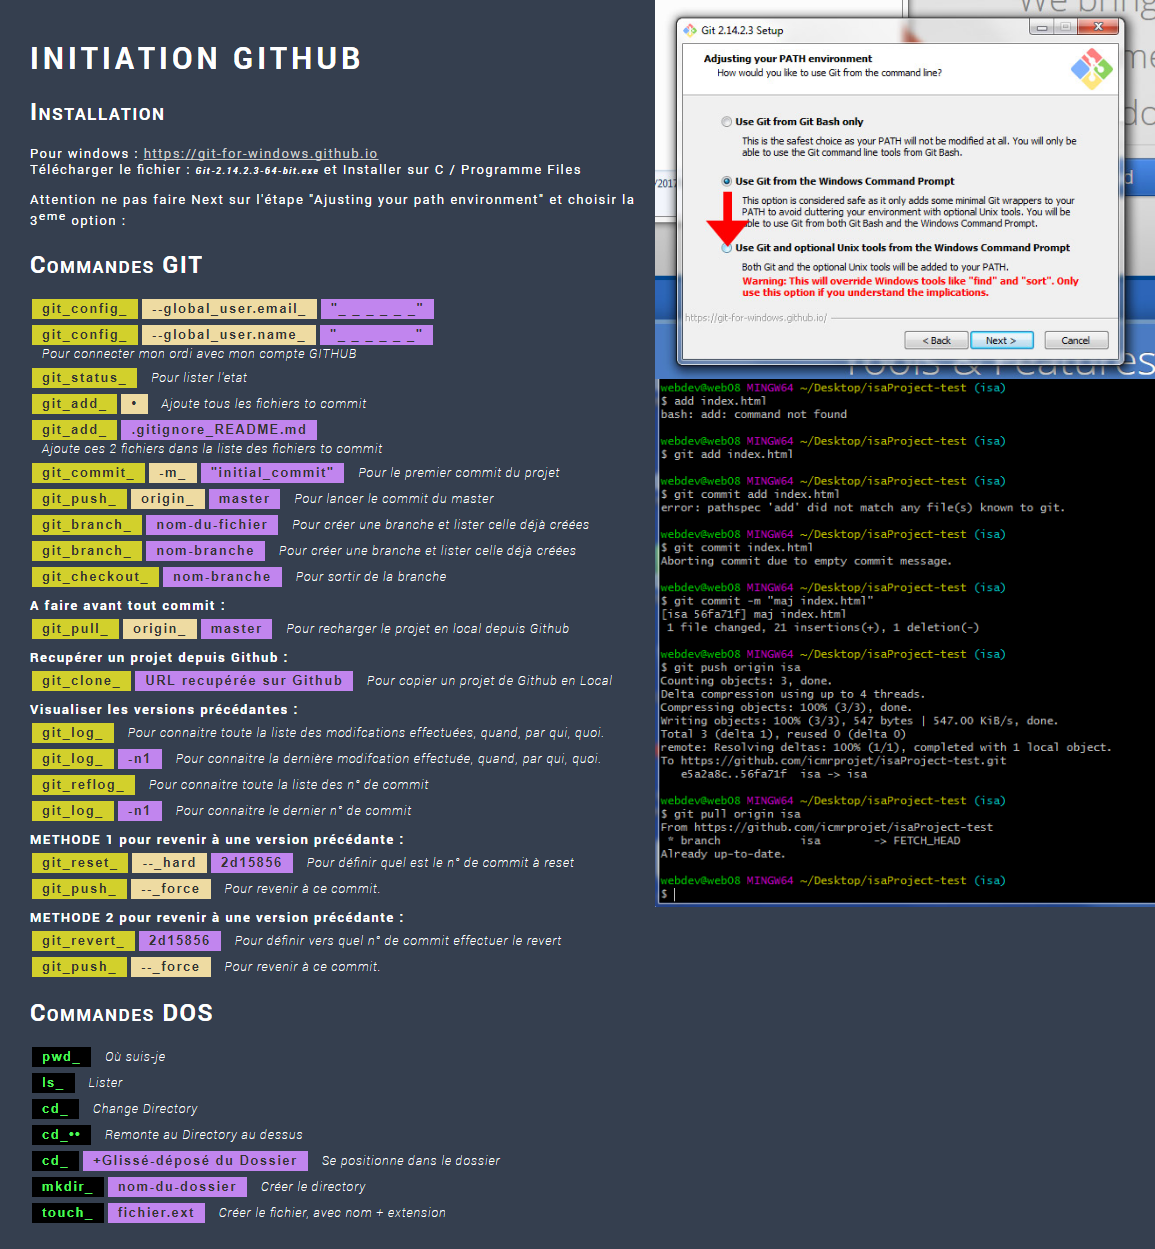 INITIATION GITHUB
INSTALLATION
Pour windows : https://git-for-windows.github.io
Télécharger le fichier : Git-2.14.2.3-64-bit.exe et Installer sur C / Programme Files
Attention ne pas faire Next sur l'étape "Ajusting your path environment" et choisir la
3eme option :
COMMANDES GIT
git_config_ --global_user.email_ "_ _ _ _ _ _"
git_config_ --global_user.name_ "_ _ _ _ _ _"
Pour connecter mon ordi avec mon compte GITHUB
git_status_ Pour lister l'etat
git_add_ • Ajoute tous les fichiers to commit
git_add_ .gitignore_README.md
Ajoute ces 2 fichiers dans la liste des fichiers to commit
git_commit_ -m_ "initial_commit" Pour le premier commit du projet
git_push_ origin_ master Pour lancer le commit du master
git_branch_ nom-du-fichier Pour créer une branche et lister celle déjà créées
git_branch_ nom-branche Pour créer une branche et lister celle déjà créées
git_checkout_ nom-branche Pour sortir de la branche
A faire avant tout commit :
git_pull_ origin_ master Pour recharger le projet en local depuis Github
Recupérer un projet depuis Github :
git_clone_ URL recupérée sur Github Pour copier un projet de Github en Local
Visualiser les versions précédantes :
git_log_ Pour connaitre toute la liste des modifcations effectuées, quand, par qui, quoi.
git_log_ -n1 Pour connaitre la dernière modifcation effectuée, quand, par qui, quoi.
git_reflog_ Pour connaitre toute la listes des n° de commit
git_log_ -n1 Pour connaitre le dernier n° de commit
METHODE 1 pour revenir à une version précédante :
git_reset_ --_hard 2d15856 Pour définir quel est le n° de commit à reset
git_push_ --_force Pour revenir à ce commit.
METHODE 2 pour revenir à une version précédante :
git_revert_ 2d15856 Pour définir vers quel n° de commit effectuer le revert
git_push_ --_force Pour revenir à ce commit.
COMMANDES DOS
pwd_ Où suis-je
ls_ Lister
cd_ Change Directory
cd_•• Remonte au Directory au dessus
cd_ +Glissé-déposé du Dossier Se positionne dans le dossier
mkdir_ nom-du-dossier Créer le directory
touch_ fichier.ext Créer le fichier, avec nom + extension
We bring
Git 2.14.2.3 Setup
Adjusting your PATH environment
How would you like to use Git from the command line?
Use Git from Git Bash only
This is the safest choice as your PATH will not be modified at all. You will only be
able to use the Git command line tools from Git Bash.
/2017
Use Git from the Windows Command Prompt
This option is considered safe as it only adds some minimal Git wrappers to your
PATH to avoid cluttering your environment with optional Unix tools. You will be
able to use Git from both Git Bash and the Windows Command Prompt.
Use Git and optional Unix tools from the Windows Command Prompt
Both Git and the optional Unix tools will be added to your PATH.
Warning: This will override Windows tools like "find" and "sort". Only
use this option if you understand the implications.
https://git-for-windows.github.io/
< Back Next > Cancel
Tools & Features
webdev@web08 MINGW64 ~/Desktop/isaProject-test (isa)
$ add index.html
bash: add: command not found
webdev@web08 MINGW64 ~/Desktop/isaProject-test (isa)
$ git add index.html
webdev@web08 MINGW64 ~/Desktop/isaProject-test (isa)
$ git commit add index.html
error: pathspec 'add' did not match any file(s) known to git.
webdev@web08 MINGW64 ~/Desktop/isaProject-test (isa)
$ git commit index.html
Aborting commit due to empty commit message.
webdev@web08 MINGW64 ~/Desktop/isaProject-test (isa)
$ git commit -m "maj index.html"
[isa 56fa71f] maj index.html
1 file changed, 21 insertions(+), 1 deletion(-)
webdev@web08 MINGW64 ~/Desktop/isaProject-test (isa)
$ git push origin isa
Counting objects: 3, done.
Delta compression using up to 4 threads.
Compressing objects: 100% (3/3), done.
Writing objects: 100% (3/3), 547 bytes | 547.00 KiB/s, done.
Total 3 (delta 1), reused 0 (delta 0)
remote: Resolving deltas: 100% (1/1), completed with 1 local object.
To https://github.com/icmrprojet/isaProject-test.git
e5a2a8c..56fa71f isa -> isa
webdev@web08 MINGW64 ~/Desktop/isaProject-test (isa)
$ git pull origin isa
From https://github.com/icmrprojet/isaProject-test
* branch isa -> FETCH_HEAD
Already up-to-date.
webdev@web08 MINGW64 ~/Desktop/isaProject-test (isa)
$